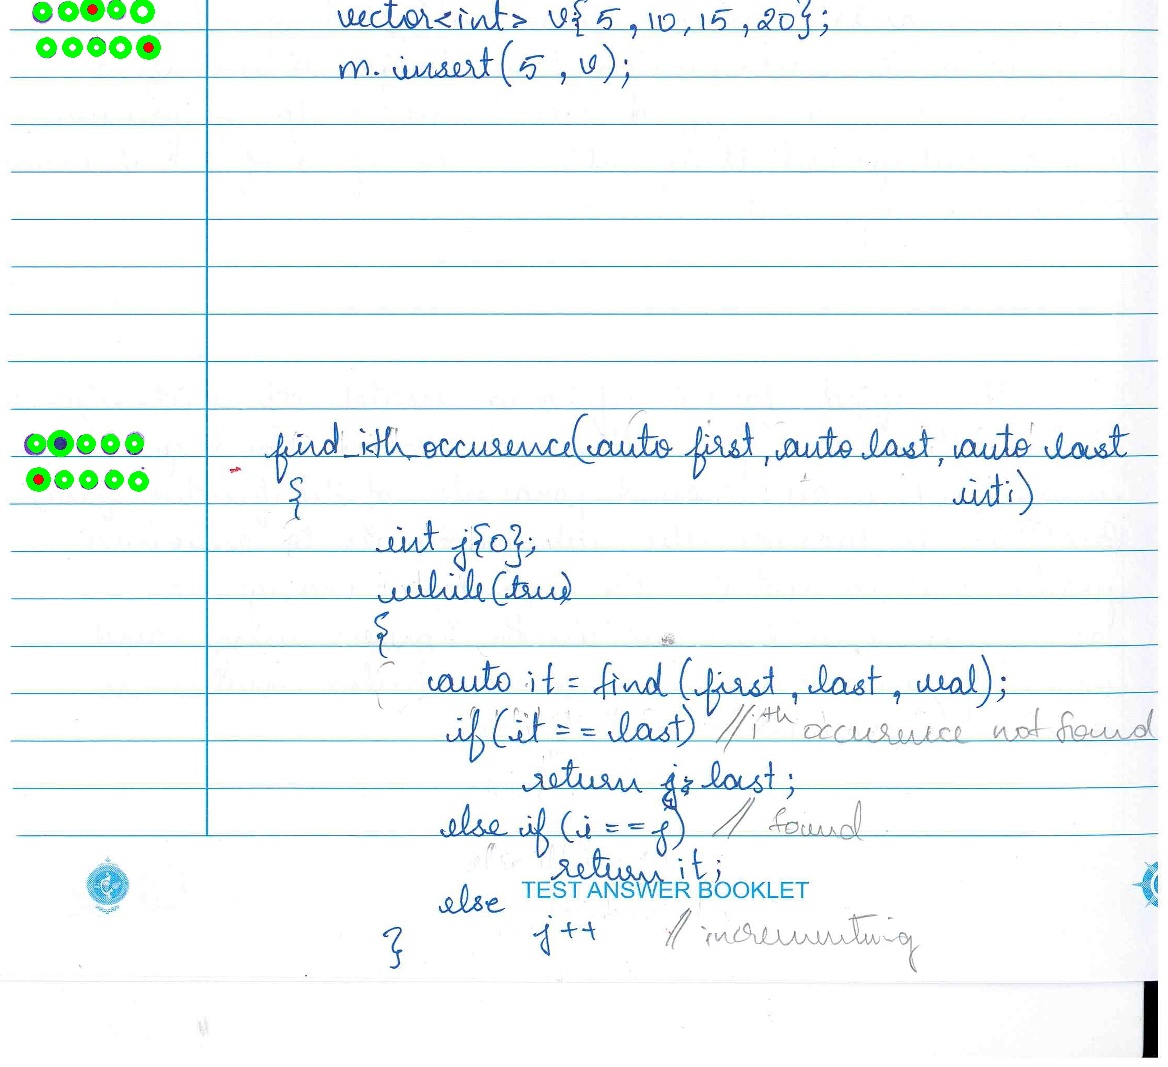 vector<int> v{5,10,15,20};
m.insert(5,v);
find_ith_occurence(auto first, auto last, auto last
int i)
{
int j{0};
while(true)
{
auto it = find (first, last, val);
if (it == last) //ith occurence not found
return last;
else if (i == j) // found
return it;
TEST ANSWER BOOKLET
else
j++ // incrementing
}